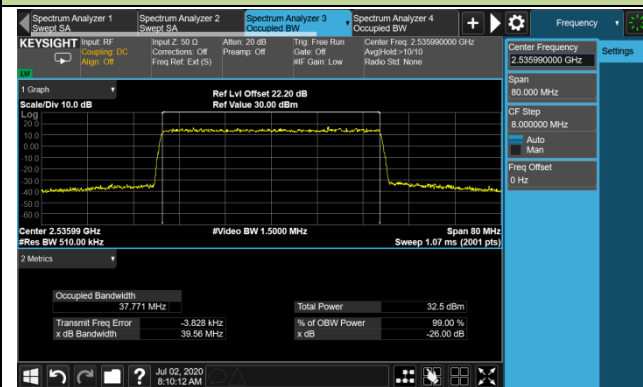 Spectrum Analyzer 1
Swept SA
Spectrum Analyzer 2
Swept SA
Spectrum Analyzer 3
Occupied BW
Spectrum Analyzer 4
Occupied BW
Frequency
KEYSIGHT
Input: RF
Coupling: DC
Align: Off
Input Z: 50 Ω
Corrections: Off
Freq Ref: Ext (S)
Atten: 20 dB
Preamp: Off
Trig: Free Run
Gate: Off
#IF Gain: Low
Center Freq: 2.535990000 GHz
Avg|Hold:>10/10
Radio Std: None
LXI
1 Graph
Scale/Div 10.0 dB
Ref Lvl Offset 22.20 dB
Ref Value 30.00 dBm
Log
20.0
10.0
0.00
-10.0
-20.0
-30.0
-40.0
-50.0
-60.0
Center 2.53599 GHz
#Res BW 510.00 kHz
#Video BW 1.5000 MHz
Span 80 MHz
Sweep 1.07 ms (2001 pts)
2 Metrics
Occupied Bandwidth
37.771 MHz
Total Power 32.5 dBm
Transmit Freq Error -3.828 kHz
% of OBW Power 99.00 %
x dB Bandwidth 39.56 MHz
x dB -26.00 dB
Center Frequency
2.535990000 GHz
Settings
Span
80.000 MHz
CF Step
8.000000 MHz
Auto
Man
Freq Offset
0 Hz
?
Jul 02, 2020
8:10:12 AM